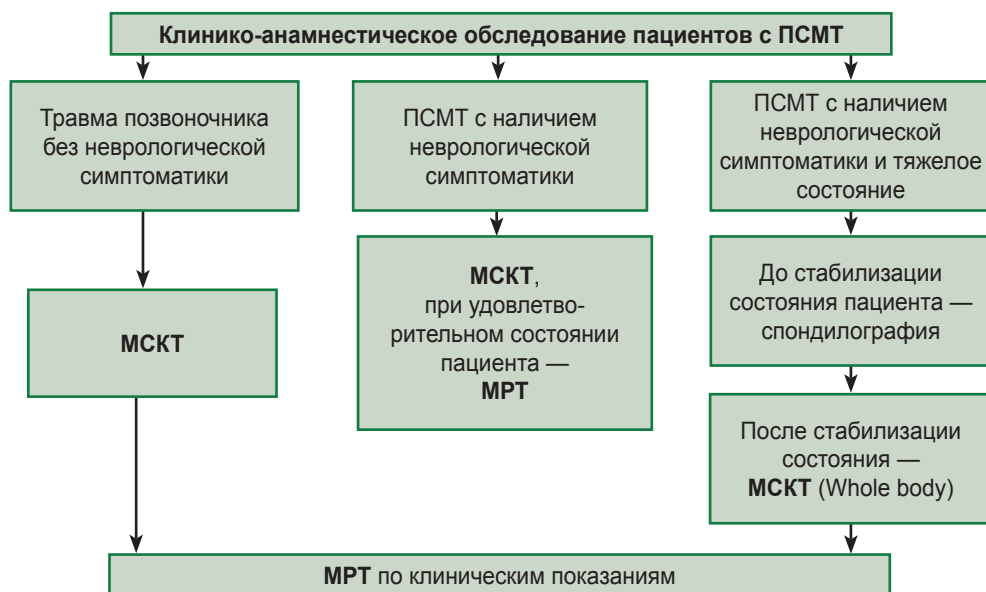 Клинико-анамнестическое обследование пациентов с ПСМТ
Травма позвоночника
без неврологической
симптоматики
ПСМТ с наличием
неврологической
симптоматики
ПСМТ с наличием
неврологической
симптоматики и тяжелое
состояние
МСКТ
МСКТ,
при удовлетво-
рительном состоянии
пациента —
МРТ
До стабилизации
состояния пациента —
спондилография
После стабилизации
состояния —
МСКТ (Whole body)
МРТ по клиническим показаниям